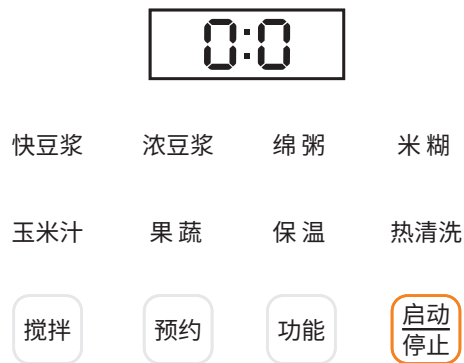 0:0
快豆浆 浓豆浆 绵粥 米糊
玉米汁 果蔬 保温 热清洗
搅拌 预约 功能 启动
停止